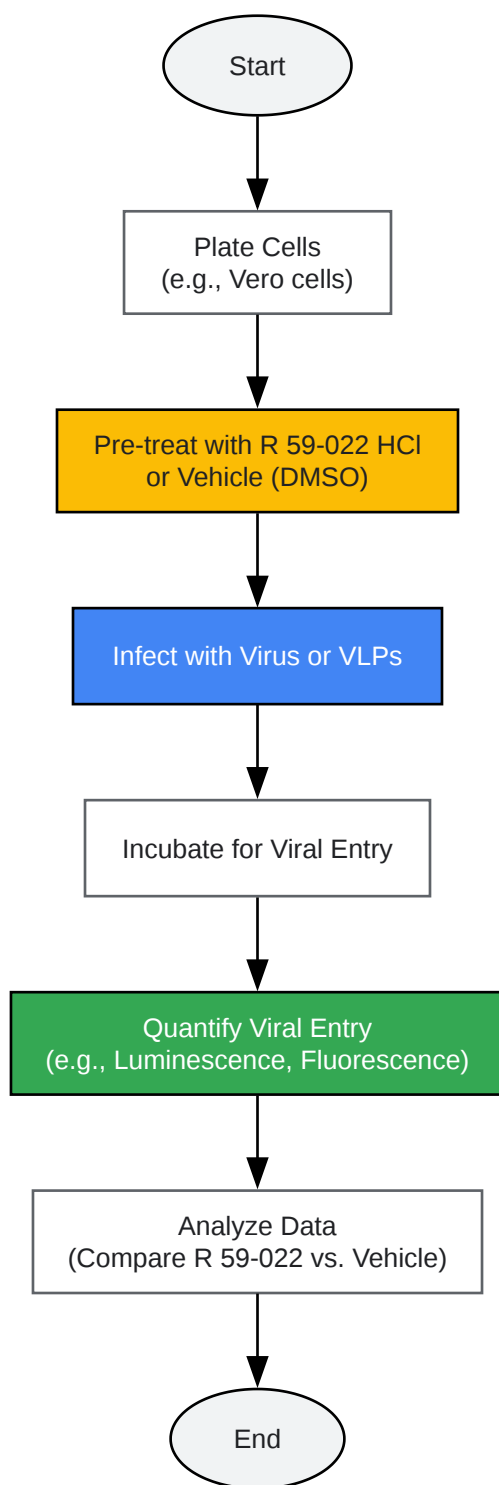 Start
Plate Cells
(e.g., Vero cells)
Pre-treat with R 59-022 HCl
or Vehicle (DMSO)
Infect with Virus or VLPs
Incubate for Viral Entry
Quantify Viral Entry
(e.g., Luminescence, Fluorescence)
Analyze Data
(Compare R 59-022 vs. Vehicle)
End